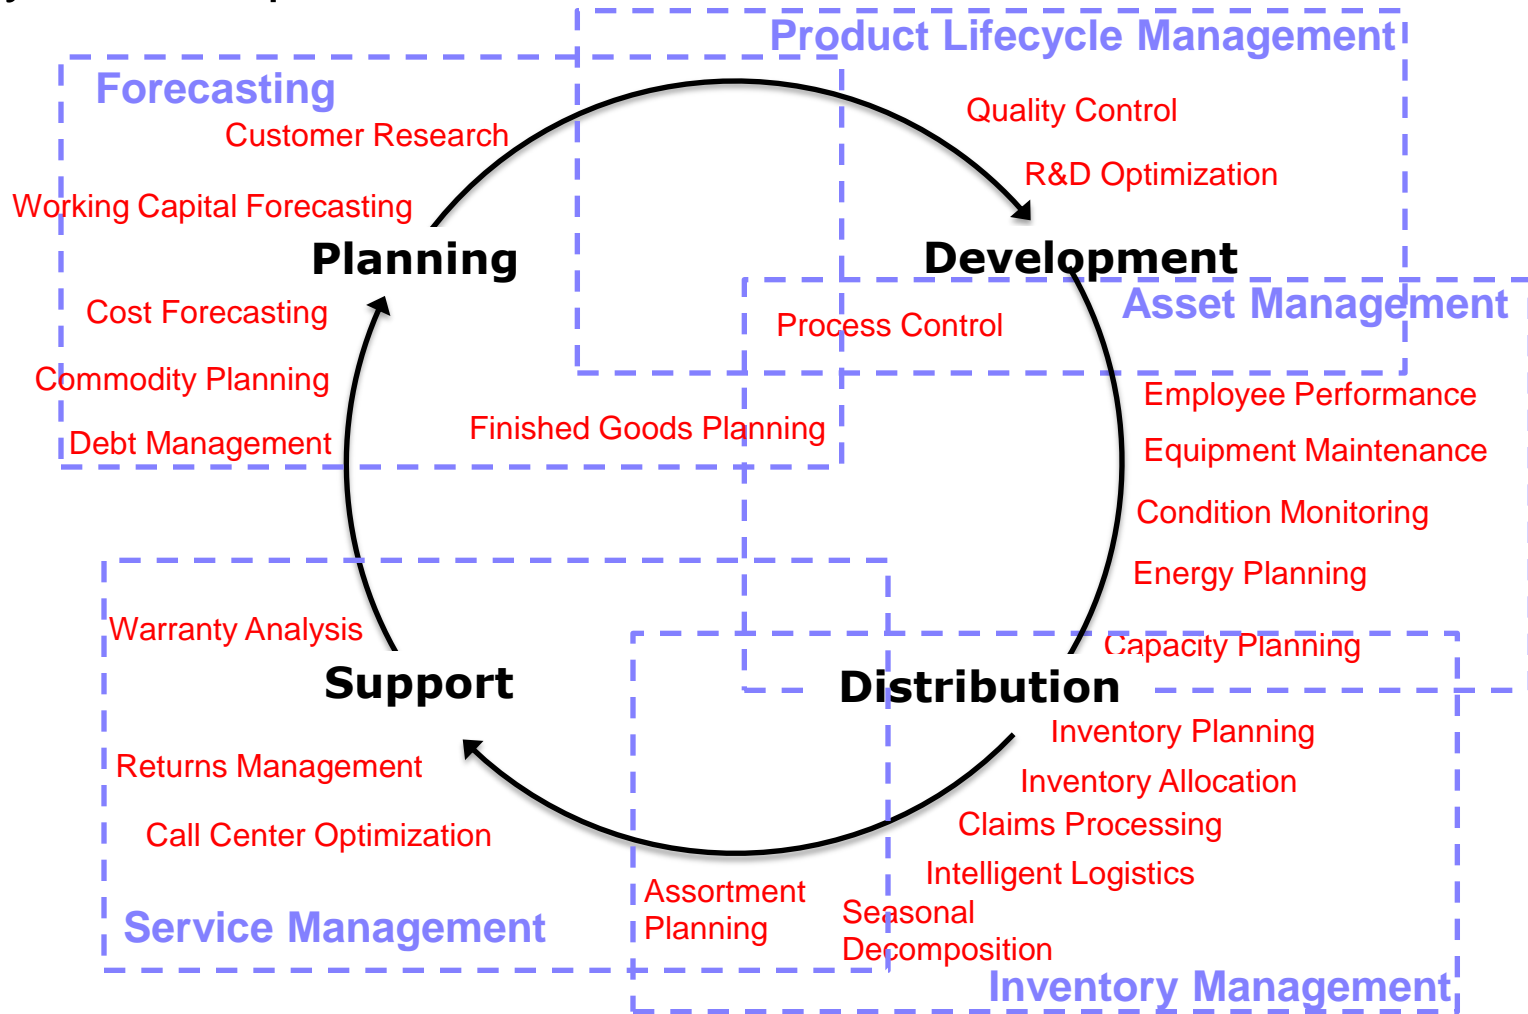 Product Lifecycle Management
Forecasting
Quality Control
Customer Research
R&D Optimization
Working Capital Forecasting
Planning
Development
Asset Management
Cost Forecasting
Process Control
Commodity Planning
Employee Performance
Finished Goods Planning
Debt Management
Equipment Maintenance
Condition Monitoring
Energy Planning
Warranty Analysis
Capacity Planning
Support
Distribution
Inventory Planning
Returns Management
Inventory Allocation
Claims Processing
Call Center Optimization
Intelligent Logistics
Assortment
Planning
Seasonal
Decomposition
Service Management
Inventory Management